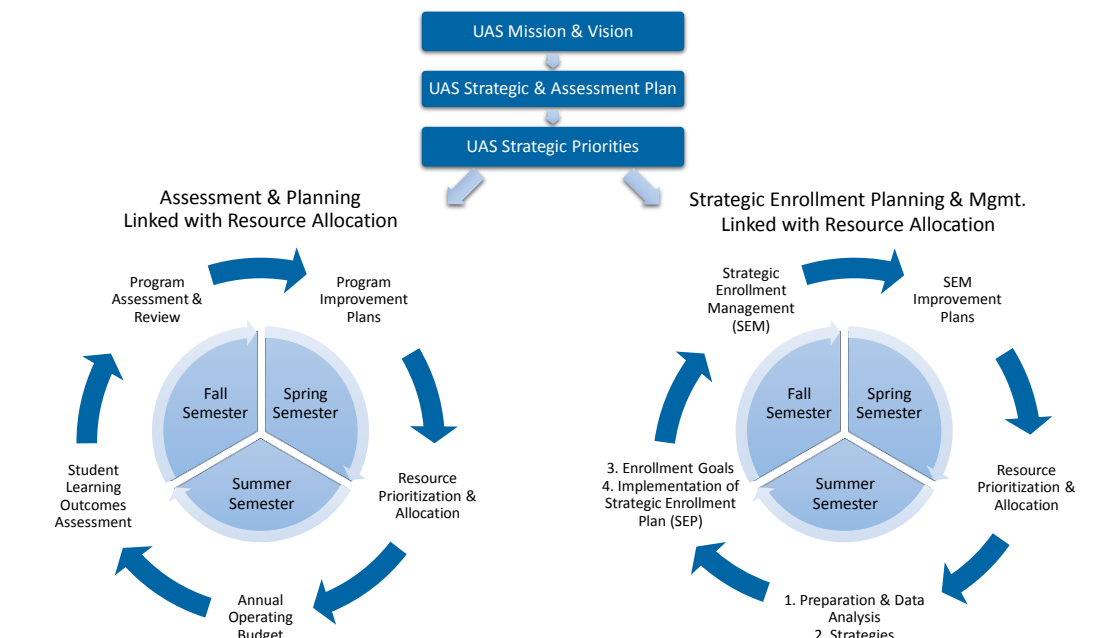 UAS Mission & Vision
UAS Strategic & Assessment Plan
UAS Strategic Priorities
Assessment & Planning
Linked with Resource Allocation
Program
Assessment &
Review
Program
Improvement
Plans
Fall
Semester
Spring
Semester
Summer
Semester
Student
Learning
Outcomes
Assessment
Resource
Prioritization &
Allocation
Annual
Operating
Budget
Strategic Enrollment Planning & Mgmt.
Linked with Resource Allocation
Strategic
Enrollment
Management
(SEM)
SEM
Improvement
Plans
Fall
Semester
Spring
Semester
Summer
Semester
3. Enrollment Goals
4. Implementation of
Strategic Enrollment
Plan (SEP)
Resource
Prioritization &
Allocation
1. Preparation & Data
Analysis
2. Strategies